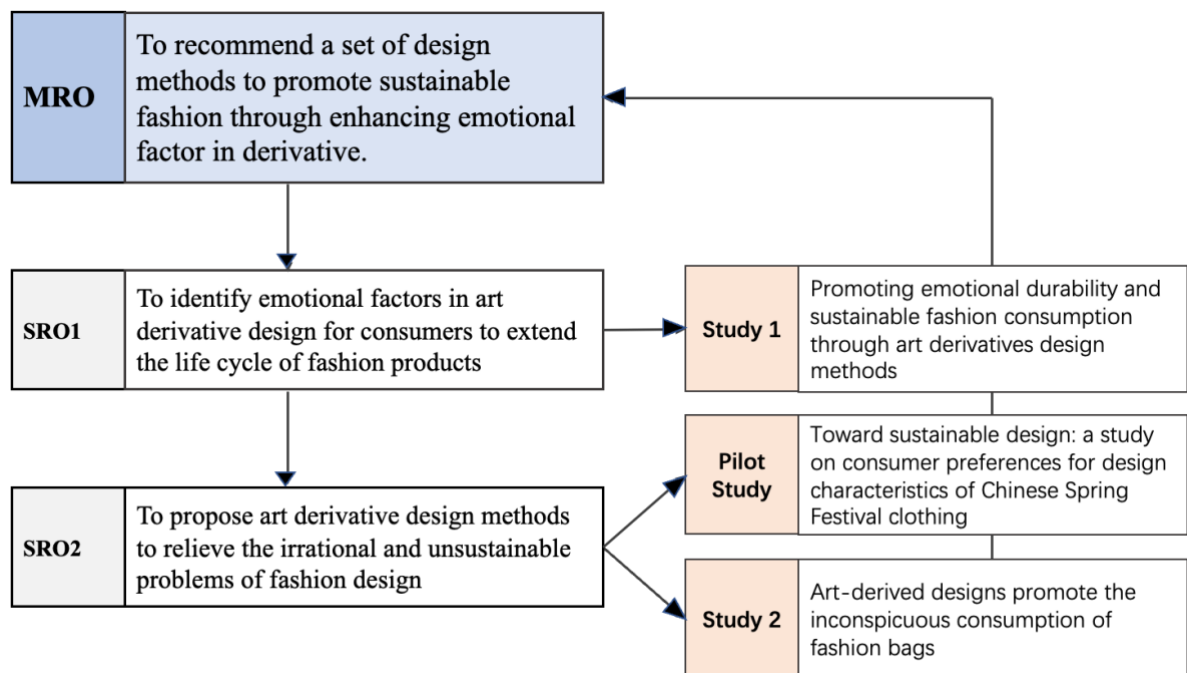 MRO
To recommend a set of design
methods to promote sustainable
fashion through enhancing emotional
factor in derivative.
SRO1
To identify emotional factors in art
derivative design for consumers to extend
the life cycle of fashion products
Study 1
Promoting emotional durability and
sustainable fashion consumption
through art derivatives design
methods
SRO2
To propose art derivative design methods
to relieve the irrational and unsustainable
problems of fashion design
Pilot
Study
Toward sustainable design: a study
on consumer preferences for design
characteristics of Chinese Spring
Festival clothing
Study 2
Art-derived designs promote the
inconspicuous consumption of
fashion bags